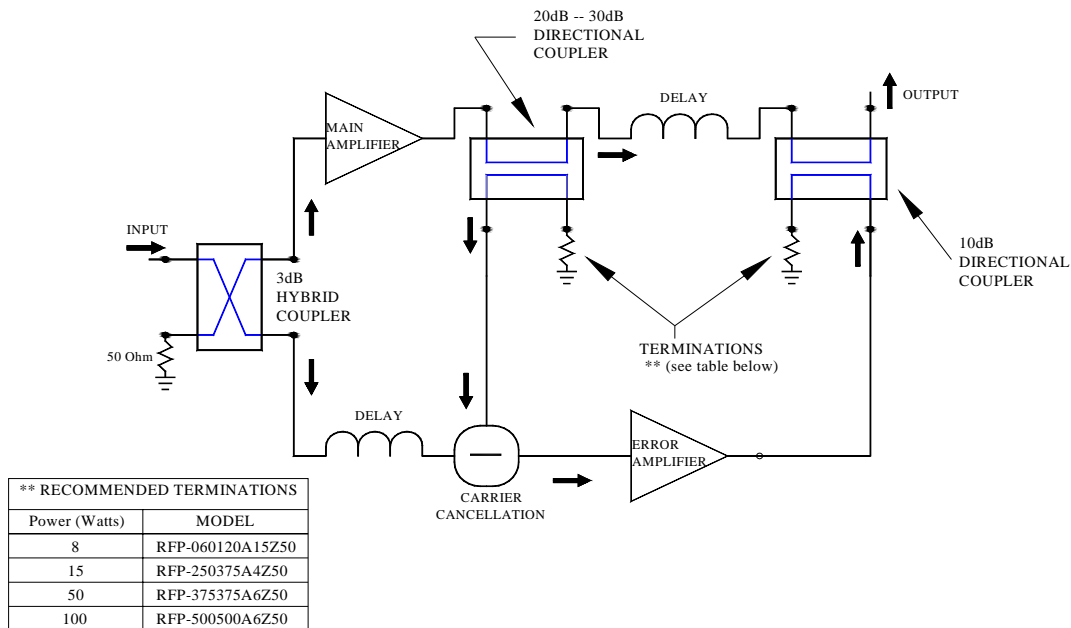 20dB -- 30dB
DIRECTIONAL
COUPLER
DELAY
OUTPUT
MAIN
AMPLIFIER
INPUT
3dB
HYBRID
COUPLER
10dB
DIRECTIONAL
COUPLER
50 Ohm
TERMINATIONS
** (see table below)
DELAY
ERROR
AMPLIFIER
CARRIER
CANCELLATION
** RECOMMENDED TERMINATIONS
Power (Watts) MODEL
8 RFP-060120A15Z50
15 RFP-250375A4Z50
50 RFP-375375A6Z50
100 RFP-500500A6Z50